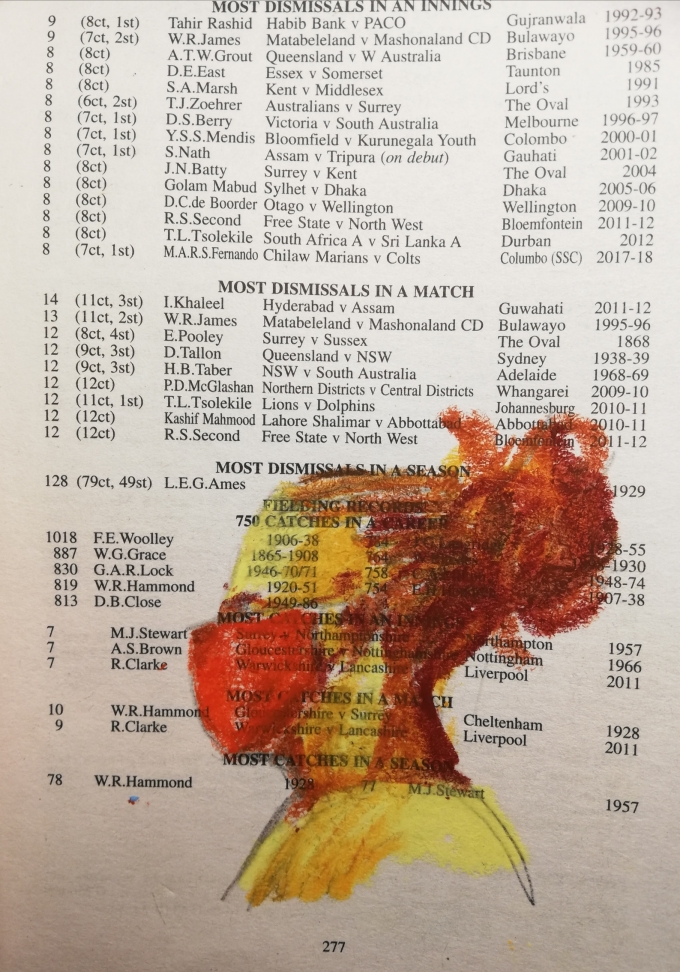 MOST DISMISSALS IN AN INNINGS
9 (8ct, 1st) Tahir Rashid Habib Bank v PACO Gujranwala 1992-93
9 (7ct, 2st) W.R.James Matabeleland v Mashonaland CD Bulawayo 1995-96
8 (8ct) A.T.W.Grout Queensland v W Australia Brisbane 1959-60
8 (8ct) D.E.East Essex v Somerset Taunton 1985
8 (8ct) S.A.Marsh Kent v Middlesex Lord's 1991
8 (6ct, 2st) T.J.Zoehrer Australians v Surrey The Oval 1993
8 (7ct, 1st) D.S.Berry Victoria v South Australia Melbourne 1996-97
8 (7ct, 1st) Y.S.S.Mendis Bloomfield v Kurunegala Youth Colombo 2000-01
8 (7ct, 1st) S.Nath Assam v Tripura (on debut) Gauhati 2001-02
8 (8ct) J.N.Batty Surrey v Kent The Oval 2004
8 (8ct) Golam Mabud Sylhet v Dhaka Dhaka 2005-06
8 (8ct) D.C.de Boorder Otago v Wellington Wellington 2009-10
8 (8ct) R.S.Second Free State v North West Bloemfontein 2011-12
8 (8ct) T.L.Tsolekile South Africa A v Sri Lanka A Durban 2012
8 (7ct, 1st) M.A.R.S.Fernando Chilaw Marians v Colts Columbo (SSC) 2017-18
MOST DISMISSALS IN A MATCH
14 (11ct, 3st) I.Khaleel Hyderabad v Assam Guwahati 2011-12
13 (11ct, 2st) W.R.James Matabeleland v Mashonaland CD Bulawayo 1995-96
12 (8ct, 4st) E.Pooley Surrey v Sussex The Oval 1868
12 (9ct, 3st) D.Tallon Queensland v NSW Sydney 1938-39
12 (9ct, 3st) H.B.Taber NSW v South Australia Adelaide 1968-69
12 (12ct) P.D.McGlashan Northern Districts v Central Districts Whangarei 2009-10
12 (11ct, 1st) T.L.Tsolekile Lions v Dolphins Johannesburg 2010-11
12 (12ct) Kashif Mahmood Lahore Shalimar v Abbottabad Abbottabad 2010-11
12 (12ct) R.S.Second Free State v North West Bloemfontein 2011-12
MOST DISMISSALS IN A SEASON
128 (79ct, 49st) L.E.G.Ames 1929
FIELDING RECORDS
750 CATCHES IN A CAREER
1018 F.E.Woolley 1906-38 784
887 W.G.Grace 1865-1908 764
830 G.A.R.Lock 1946-70/71 758
819 W.R.Hammond 1920-51 754 1948-74
813 D.B.Close 1949-86 1907-38
MOST CATCHES IN AN INNINGS
7 M.J.Stewart Surrey v Northamptonshire Northampton 1957
7 A.S.Brown Gloucestershire v Nottinghamshire Nottingham 1966
7 R.Clarke Warwickshire v Lancashire Liverpool 2011
MOST CATCHES IN A MATCH
10 W.R.Hammond Gloucestershire v Surrey Cheltenham 1928
9 R.Clarke Warwickshire v Lancashire Liverpool 2011
MOST CATCHES IN A SEASON
78 W.R.Hammond 1928 77 M.J.Stewart 1957
277